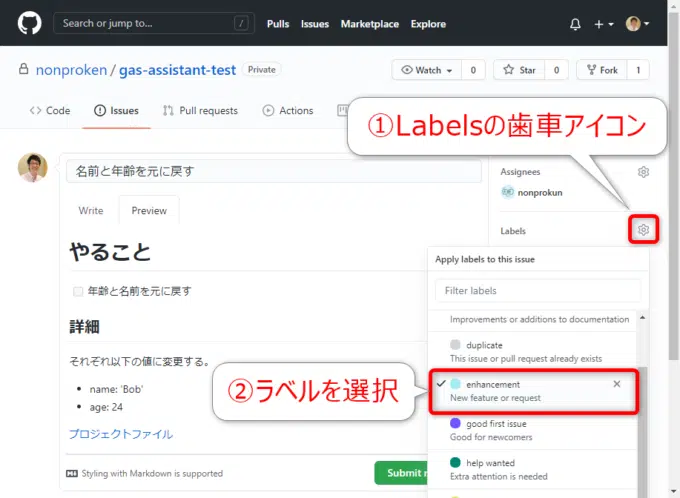 Search or jump to...
/
Pulls
Issues
Marketplace
Explore
nonproken / gas-assistant-test
Private
Watch
0
Star
0
Fork
1
Code
Issues
Pull requests
Actions
①Labelsの歯車アイコン
名前と年齢を元に戻す
Write
Preview
やること
年齢と名前を元に戻す
詳細
それぞれ以下の値に変更する。
name: 'Bob'
age: 24
プロジェクトファイル
Styling with Markdown is supported
Submit
Assignees
nonprokun
Labels
Apply labels to this issue
Filter labels
Improvements or additions to documentation
duplicate
This issue or pull request already exists
②ラベルを選択
enhancement
New feature or request
good first issue
Good for newcomers
help wanted
Extra attention is needed